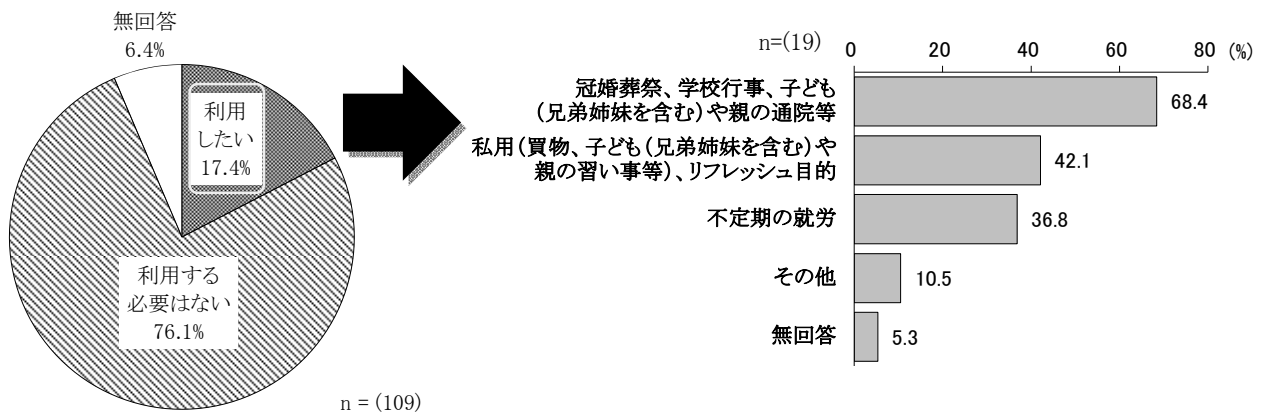 無回答
6.4%
利用
したい
17.4%
利用する
必要はない
76.1%
n = (109)
n=(19)
0 20 40 60 80 (%)
冠婚葬祭、学校行事、子ども
(兄弟姉妹を含む)や親の通院等
68.4
私用(買物、子ども(兄弟姉妹を含む)や
親の習い事等)、リフレッシュ目的
42.1
不定期の就労
36.8
その他
10.5
無回答
5.3